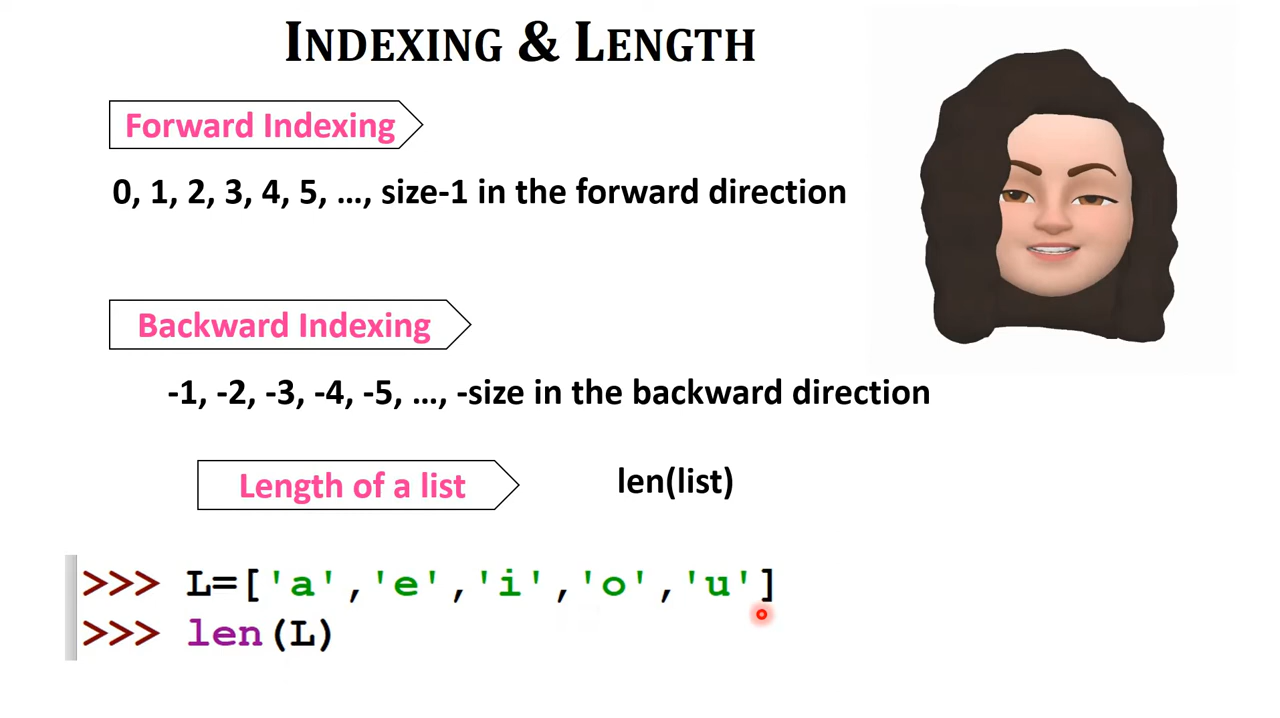 INDEXING & LENGTH
Forward Indexing
0, 1, 2, 3, 4, 5, ..., size-1 in the forward direction
Backward Indexing
-1, -2, -3, -4, -5, ..., -size in the backward direction
Length of a list
len(list)
>>> L=['a','e','i','o','u']
>>> len(L)